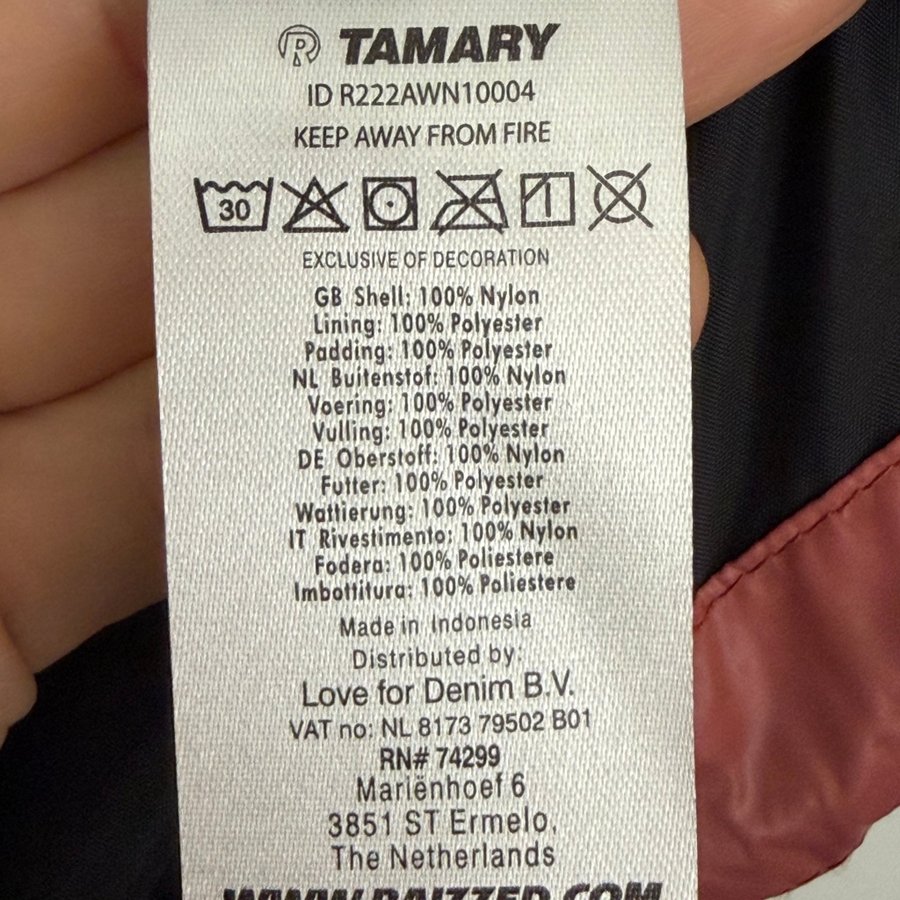 R TAMARY
ID R222AWN10004
KEEP AWAY FROM FIRE
30
EXCLUSIVE OF DECORATION
GB Shell: 100% Nylon
Lining: 100% Polyester
Padding: 100% Polyester
NL Buitenstof: 100% Nylon
Voering: 100% Polyester
Vulling: 100% Polyester
DE Oberstoff: 100% Nylon
Futter: 100% Polyester
Wattierung: 100% Polyester
IT Rivestimento: 100% Nylon
Fodera: 100% Poliestere
Imbottitura: 100% Poliestere
Made in Indonesia
Distributed by:
Love for Denim B.V.
VAT no: NL 8173 79502 B01
RN# 74299
Mariënhoef 6
3851 ST Ermelo,
The Netherlands
WWW.RAIZZED.COM